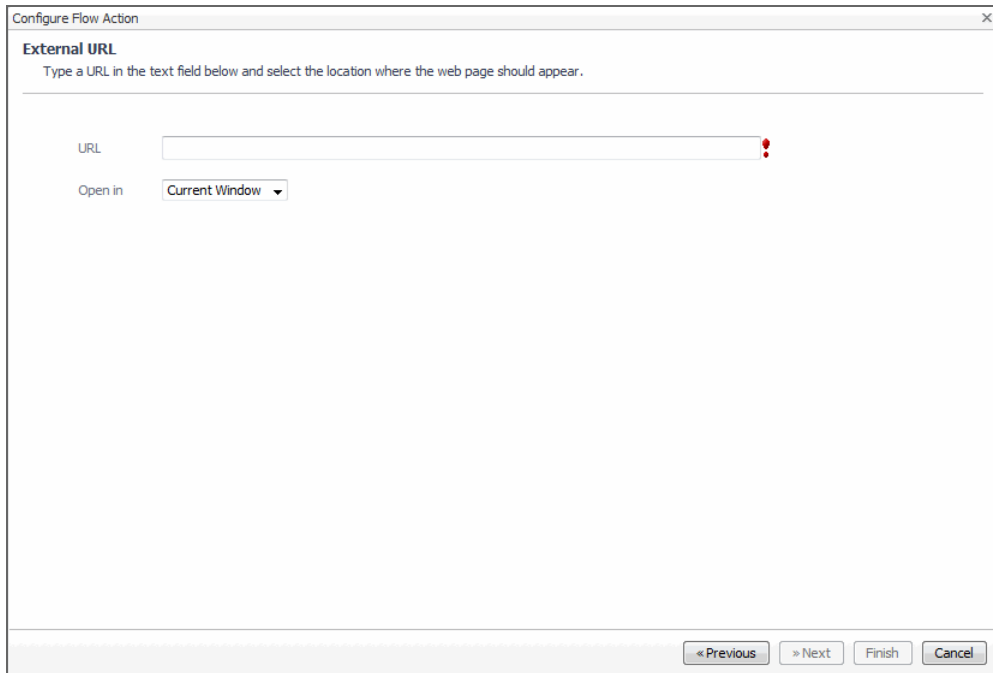 Configure Flow Action
External URL
Type a URL in the text field below and select the location where the web page should appear.
URL
Open in Current Window
« Previous » Next Finish Cancel